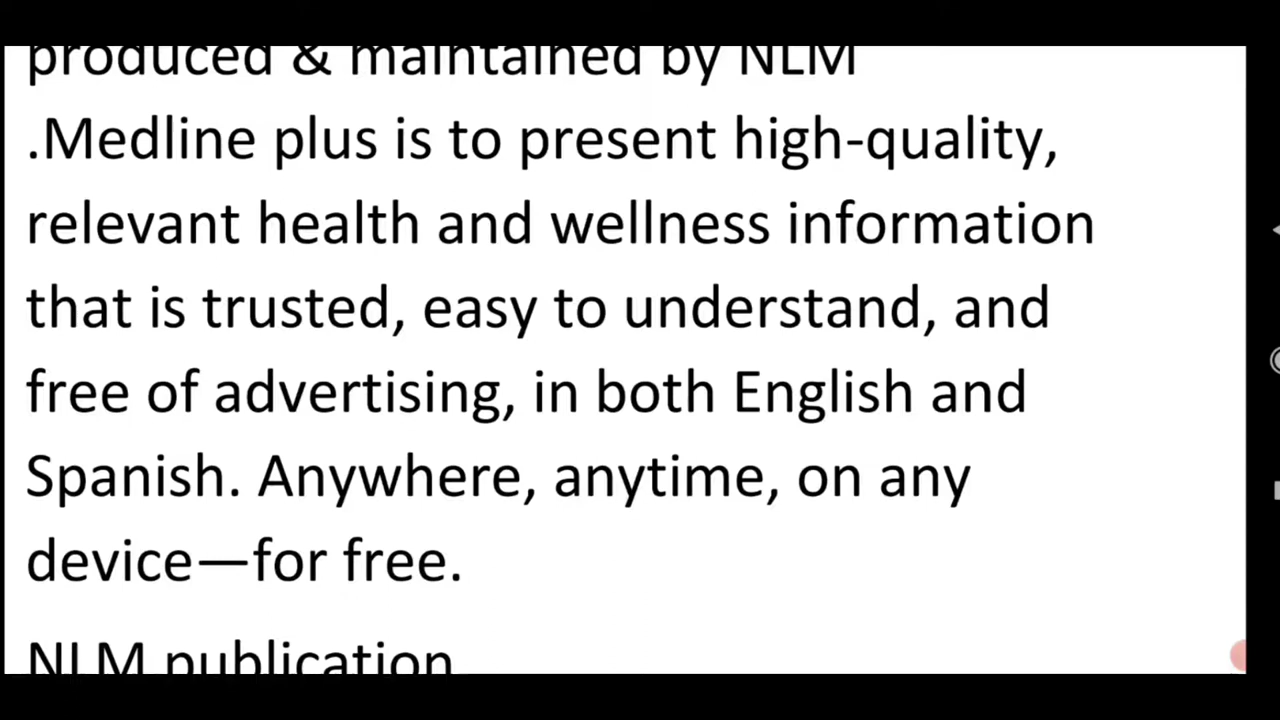 produced & maintained by NLM
.Medline plus is to present high-quality,
relevant health and wellness information
that is trusted, easy to understand, and
free of advertising, in both English and
Spanish. Anywhere, anytime, on any
device—for free.
NLM publication